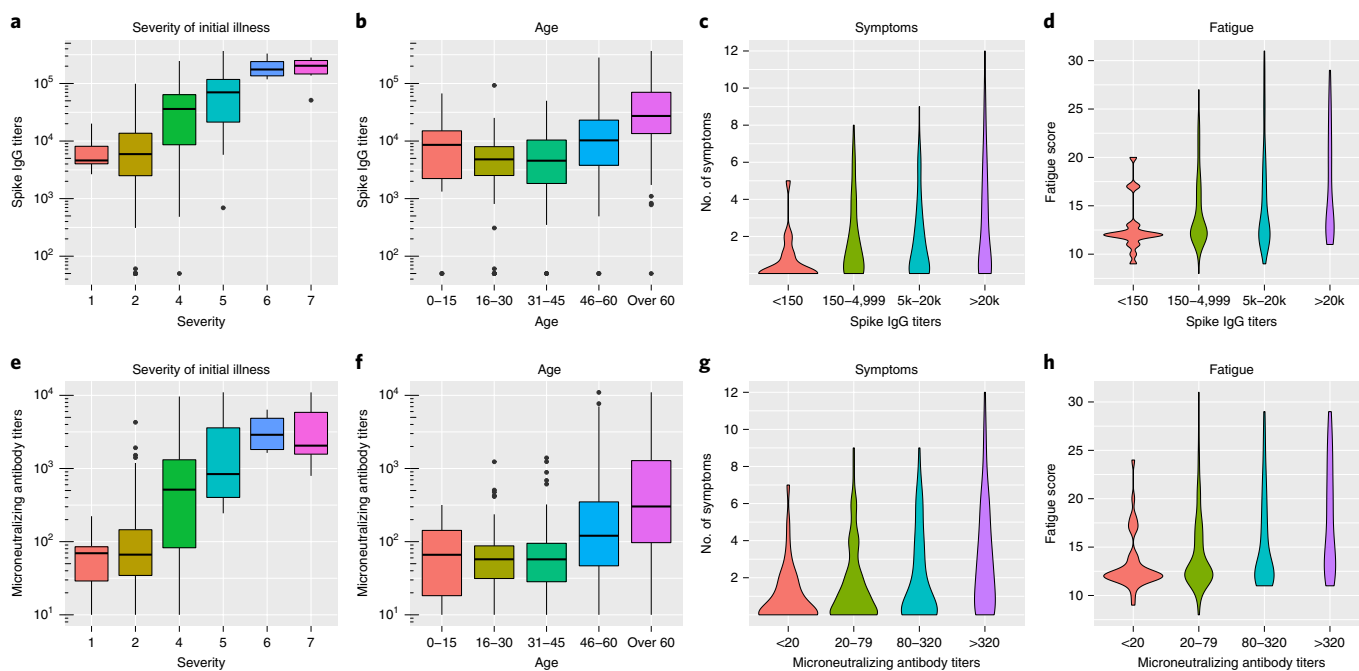 a
Severity of initial illness
Spike IgG titers
10^5
10^4
10^3
10^2
1 2 4 5 6 7
Severity
b
Age
Spike IgG titers
10^5
10^4
10^3
10^2
0–15 16–30 31–45 46–60 Over 60
Age
c
Symptoms
No. of symptoms
12
10
8
6
4
2
<150 150–4,999 5k–20k >20k
Spike IgG titers
d
Fatigue
Fatigue score
30
25
20
15
10
<150 150–4,999 5k–20k >20k
Spike IgG titers
e
Severity of initial illness
Microneutralizing antibody titers
10^4
10^3
10^2
10^1
1 2 4 5 6 7
Severity
f
Age
Microneutralizing antibody titers
10^4
10^3
10^2
10^1
0–15 16–30 31–45 46–60 Over 60
Age
g
Symptoms
No. of symptoms
12
10
8
6
4
2
<20 20–79 80–320 >320
Microneutralizing antibody titers
h
Fatigue
Fatigue score
30
25
20
15
10
<20 20–79 80–320 >320
Microneutralizing antibody titers